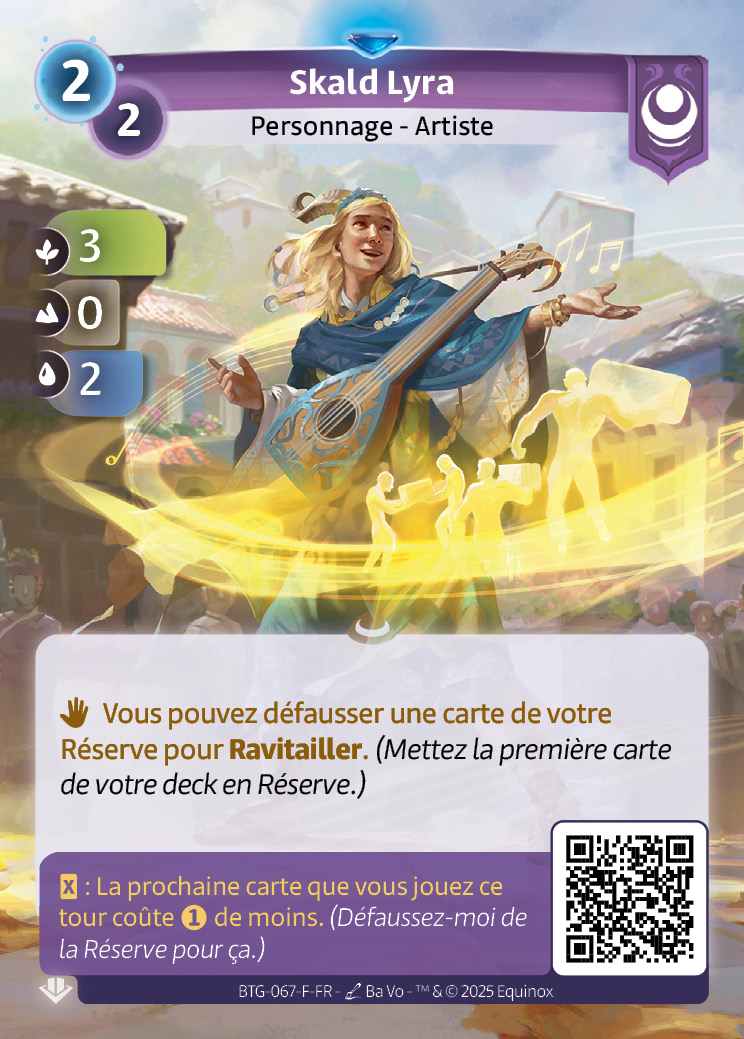 2
Skald Lyra
2
Personnage - Artiste
3
0
2
Vous pouvez défausser une carte de votre
Réserve pour Ravitailler. (Mettez la première carte
de votre deck en Réserve.)
X : La prochaine carte que vous jouez ce
tour coûte 1 de moins. (Défaussez-moi de
la Réserve pour ça.)
BTG-067-F-FR - Ba Vo - ™ & © 2025 Equinox